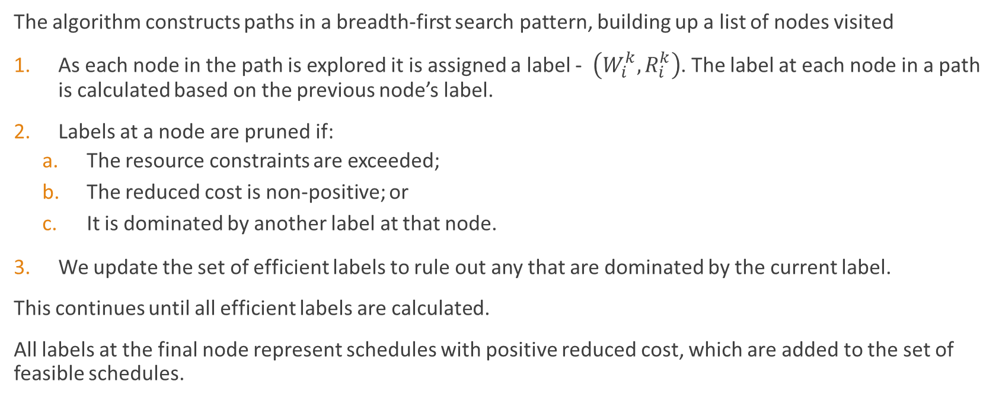 The algorithm constructs paths in a breadth-first search pattern, building up a list of nodes visited
1. As each node in the path is explored it is assigned a label - (W_i^k, R_i^k). The label at each node in a path
is calculated based on the previous node’s label.
2. Labels at a node are pruned if:
a. The resource constraints are exceeded;
b. The reduced cost is non-positive; or
c. It is dominated by another label at that node.
3. We update the set of efficient labels to rule out any that are dominated by the current label.
This continues until all efficient labels are calculated.
All labels at the final node represent schedules with positive reduced cost, which are added to the set of
feasible schedules.